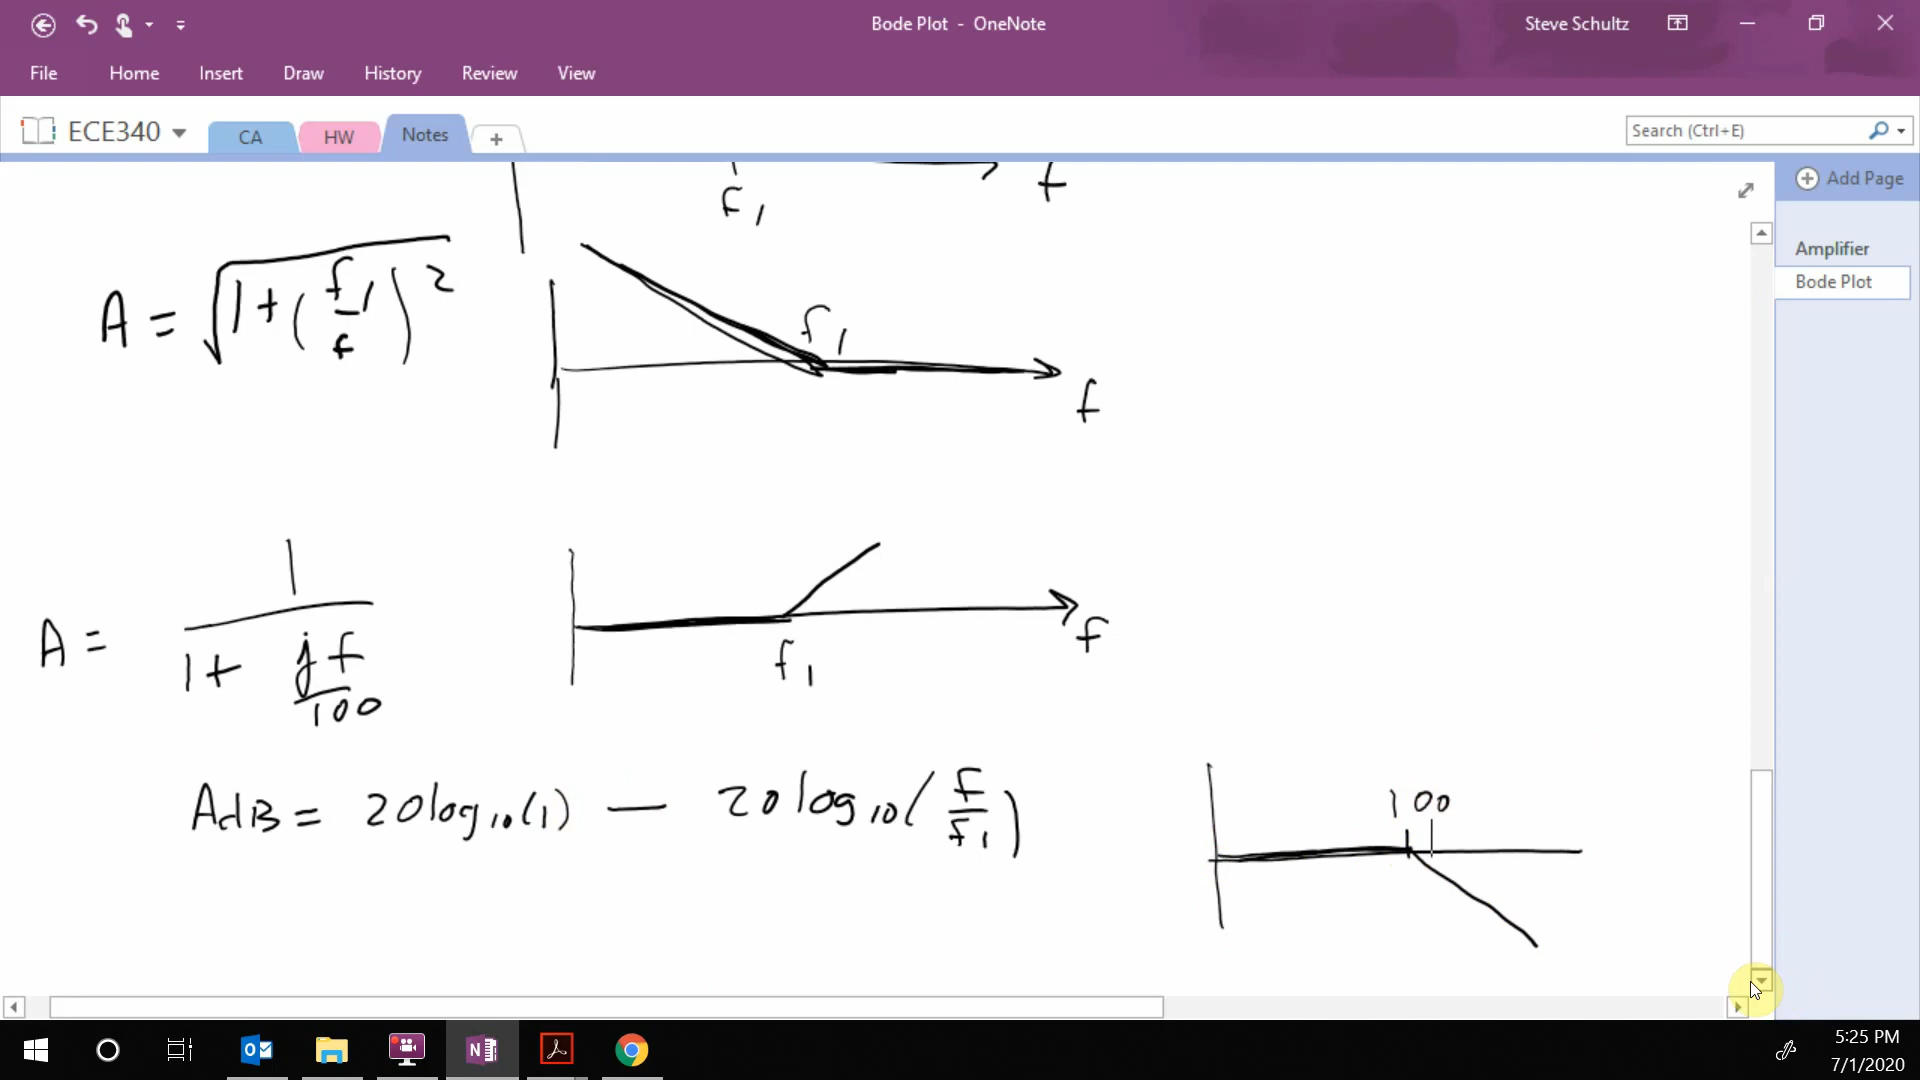 Bode Plot - OneNote
Steve Schultz
File Home Insert Draw History Review View
ECE340 CA HW Notes +
Search (Ctrl+E)
Add Page
Amplifier
Bode Plot
f1 f
A = √(1 + (f1/f)²)
f1
f
A = 1/(1 + jf/100)
f1
f
AdB = 20log10(1) — 20log10(f/f1)
100
5:25 PM
7/1/2020